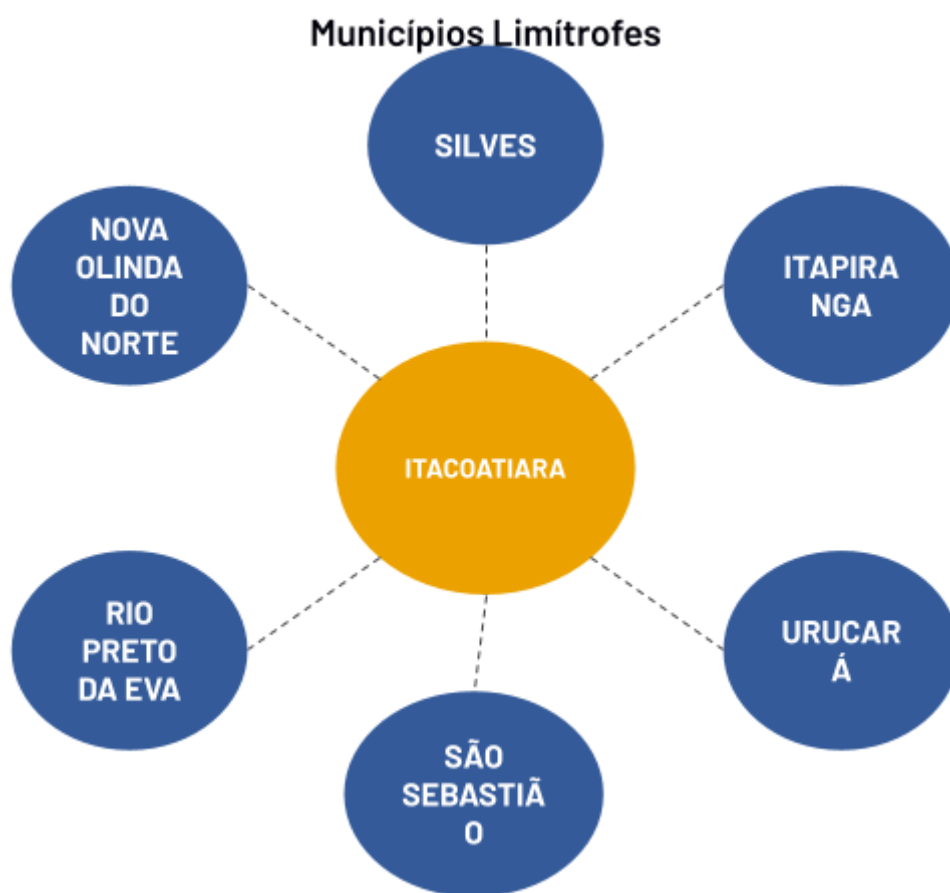 Municípios Limítrofes
SILVES
NOVA
OLINDA
DO
NORTE
ITAPIRA
NGA
ITACOATIARA
RIO
PRETO
DA EVA
URUCAR
Á
SÃO
SEBASTIÃ
O